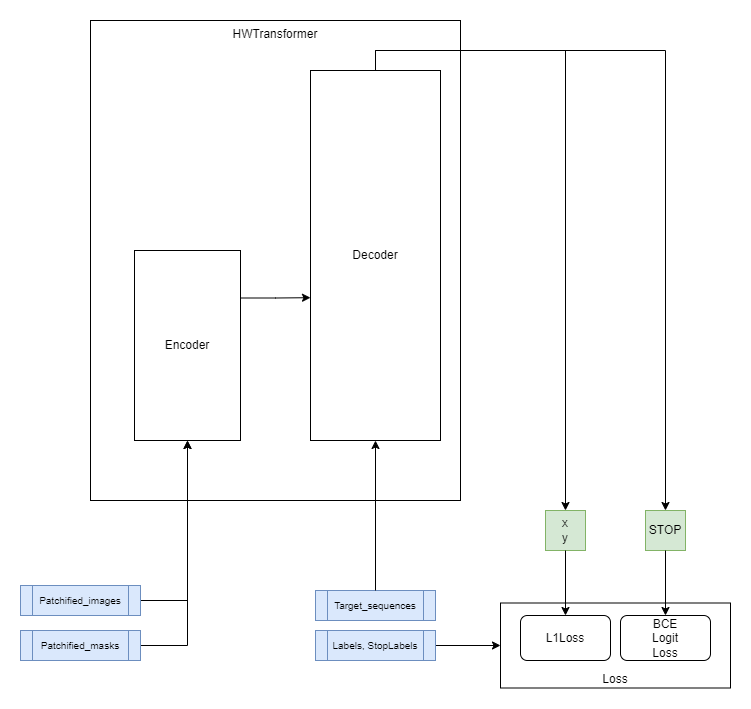 HWTransformer
Decoder
Encoder
x
y
STOP
Patchified_images
Target_sequences
Patchified_masks
Labels, StopLabels
L1Loss
BCE
Logit
Loss
Loss